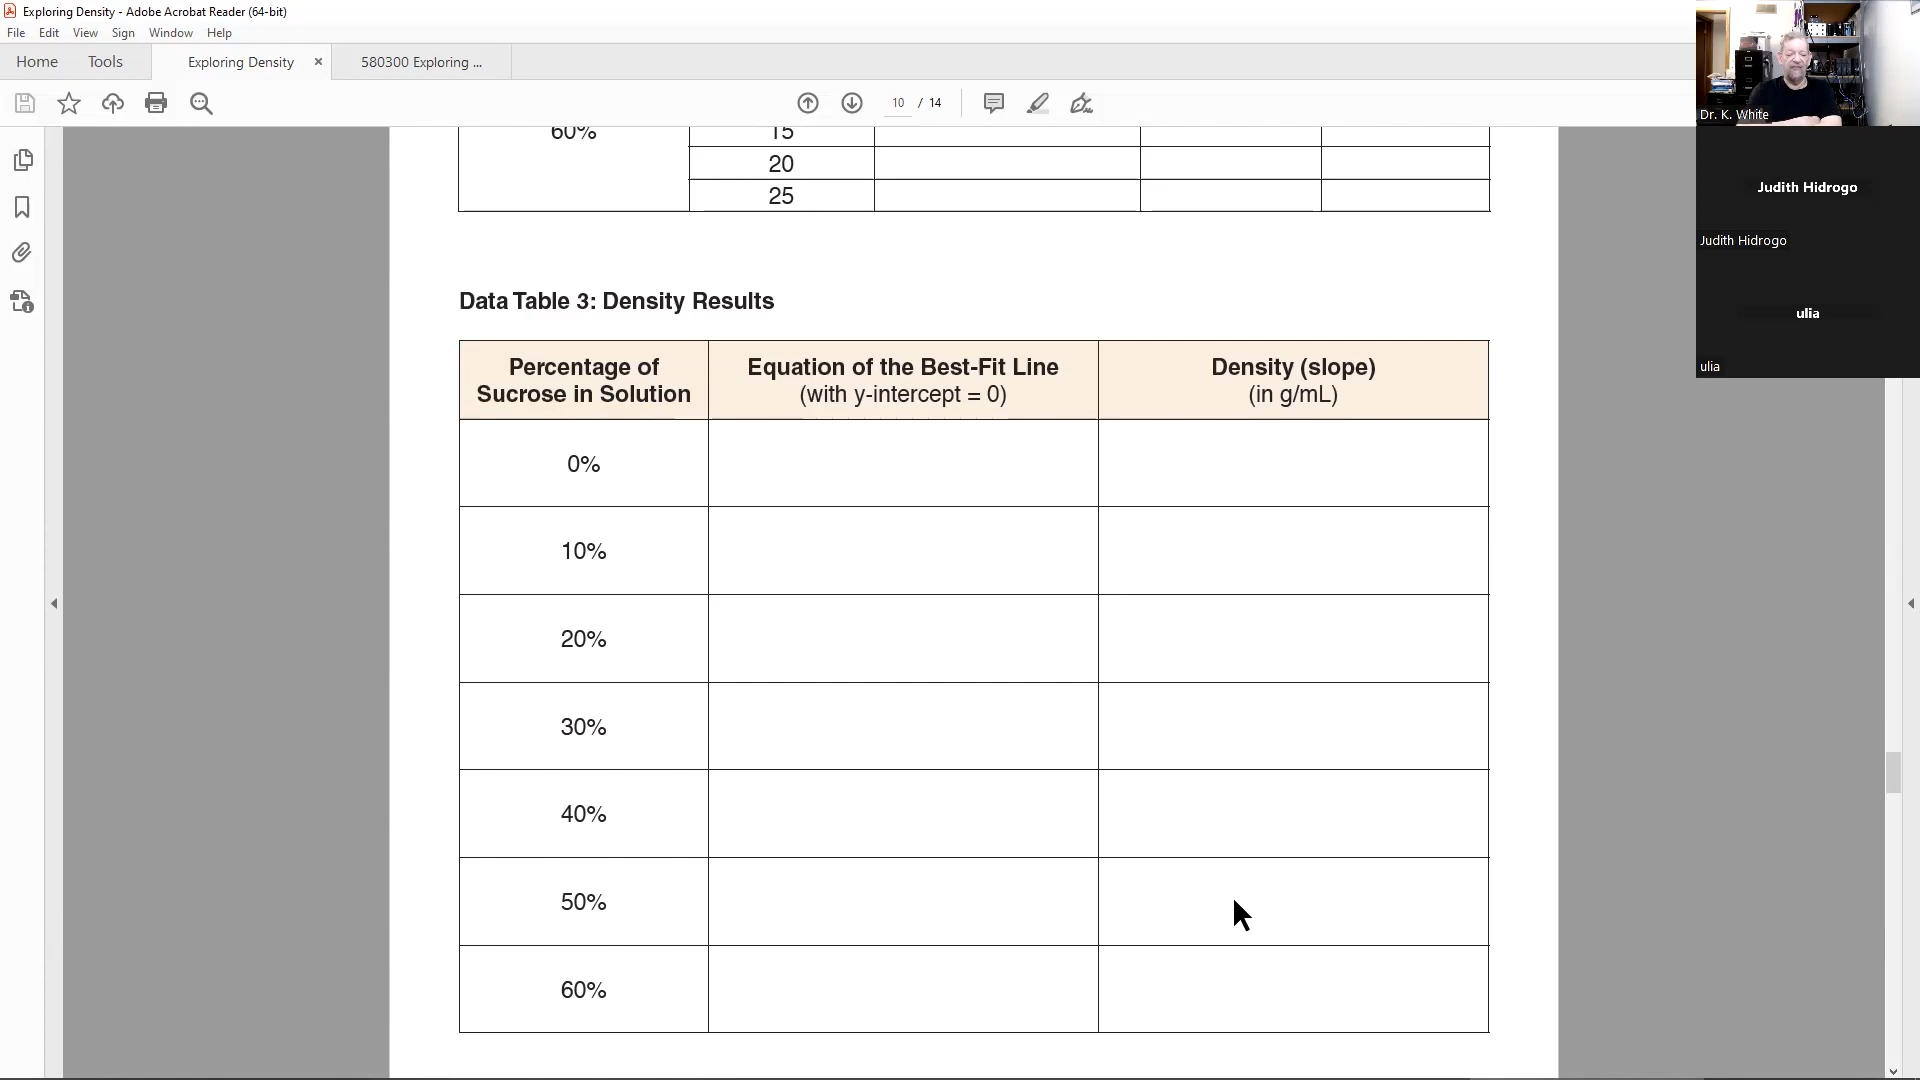 Exploring Density - Adobe Acrobat Reader (64-bit)
File Edit View Sign Window Help
Home Tools Exploring Density × 580300 Exploring ...
10 / 14
Dr. K. White
Judith Hidrogo
Judith Hidrogo
ulia
ulia
60% 15
20
25
Data Table 3: Density Results
Percentage of Sucrose in Solution
Equation of the Best-Fit Line
(with y-intercept = 0)
Density (slope)
(in g/mL)
0%
10%
20%
30%
40%
50%
60%